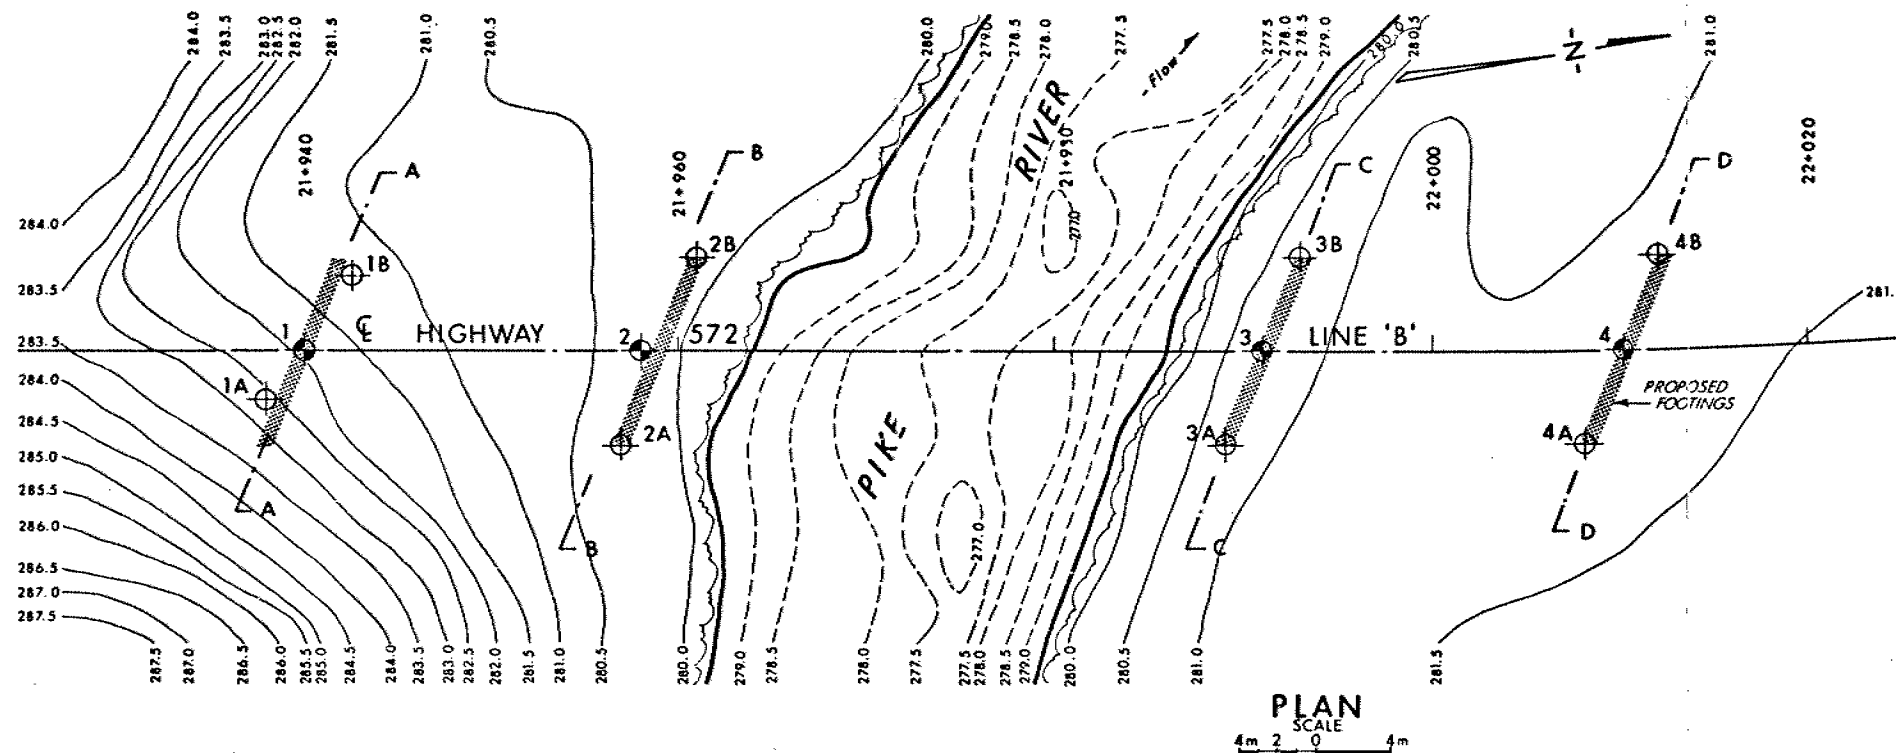 284.0 283.5 283.0 282.5 282.0 281.5 281.0 280.5 280.0 279.0 278.5 278.0 277.5 277.5 278.0 278.5 279.0 280.0 280.5 281.0
N
Flow
RIVER
21+940
21+960
21+980
22+000
22+020
A
B
C
D
284.0
277.0
1B
2B
3B
4B
283.5
1
℄
HIGHWAY
2
572
3
LINE 'B'
4
281.
283.5
284.0
1A
2A
3A
4A
PROPOSED
FOOTINGS
284.5
PIKE
285.0
285.5
A
B
C
D
286.0
277.0
286.5
287.0
287.5
287.5 287.0 286.5 286.0 285.5 285.0 284.5 284.0 283.5 283.0 282.5 282.0 281.5 281.0 280.5 280.0 279.0 278.5 278.0 277.5 277.5 278.0 278.5 279.0 280.0 280.5 281.0 281.5
PLAN
SCALE
4m 2 0 4m